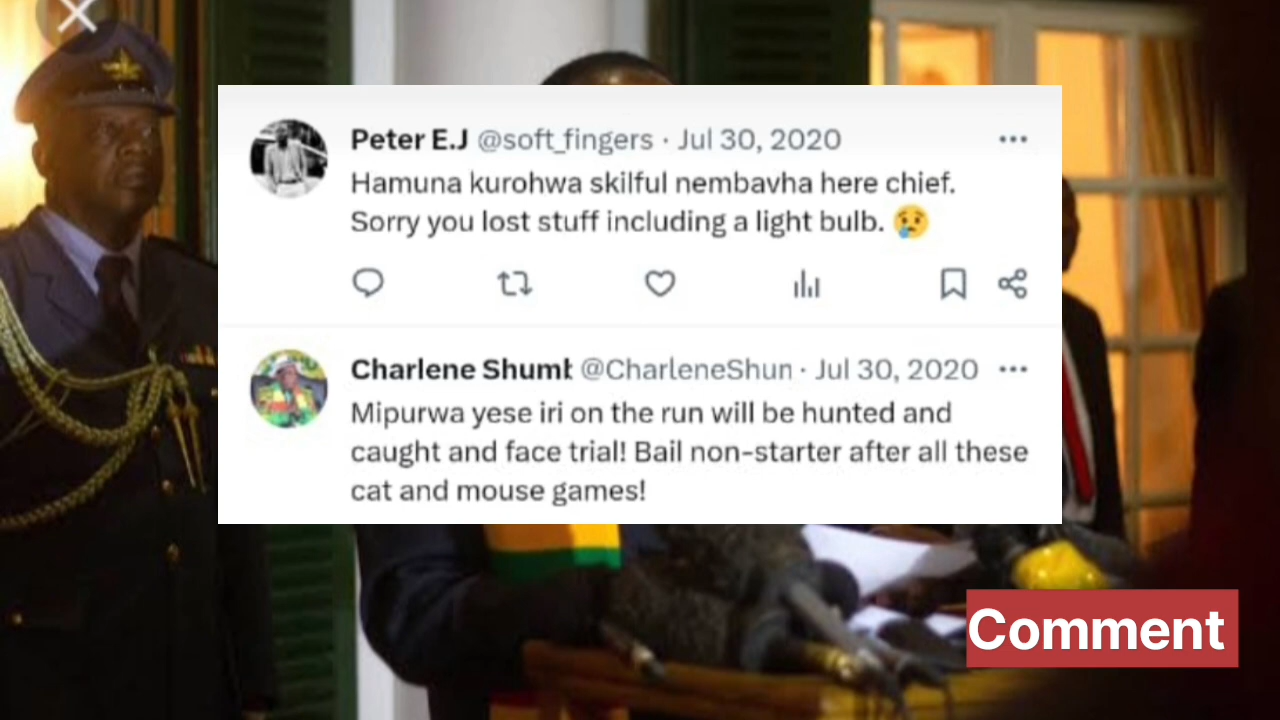 Peter E.J @soft_fingers · Jul 30, 2020
Hamuna kurohwa skilful nembavha here chief.
Sorry you lost stuff including a light bulb. 😢
Charlene Shumb @CharleneShun · Jul 30, 2020
Mipurwa yese iri on the run will be hunted and
caught and face trial! Bail non-starter after all these
cat and mouse games!
Comment